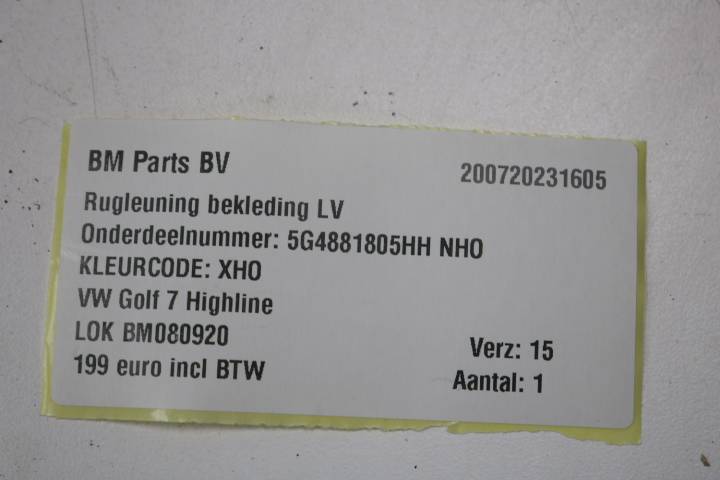 BM Parts BV
200720231605
Rugleuning bekleding LV
Onderdeelnummer: 5G4881805HH NHO
KLEURCODE: XHO
VW Golf 7 Highline
LOK BM080920
Verz: 15
199 euro incl BTW
Aantal: 1